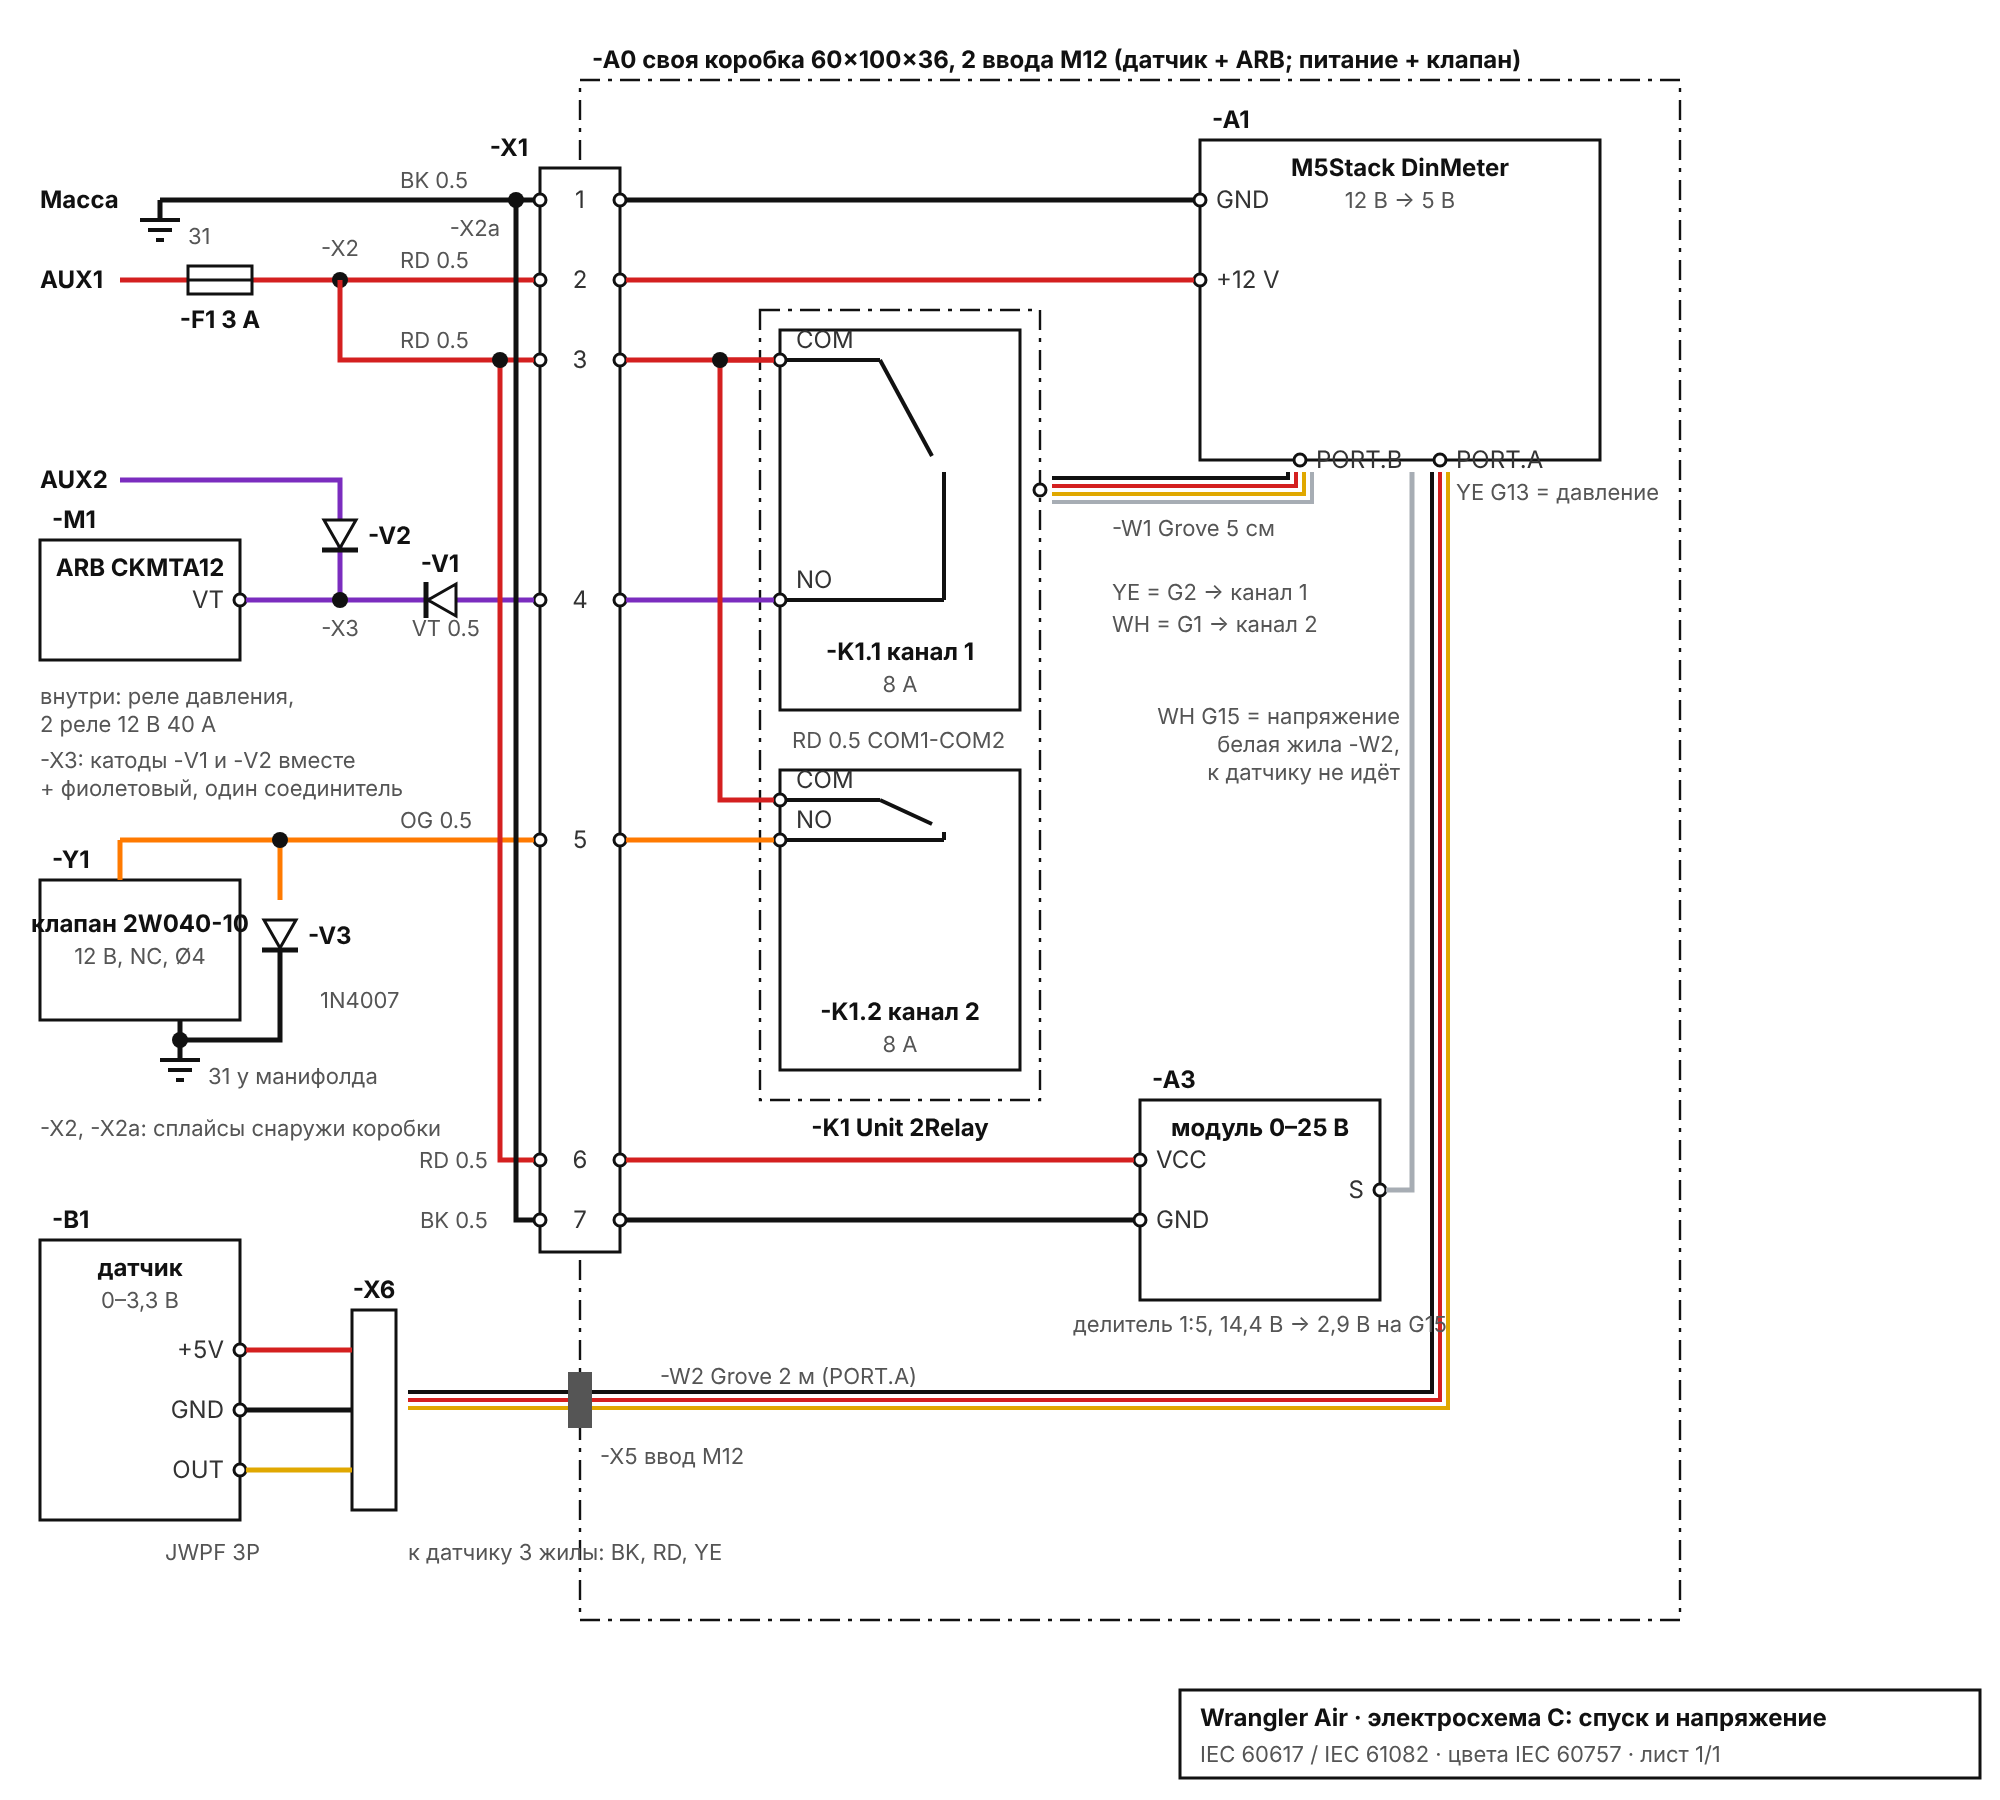 -A0 своя коробка 60×100×36, 2 ввода M12 (датчик + ARB; питание + клапан)
-A1
-X1
M5Stack DinMeter
12 В → 5 В
GND
+12 V
PORT.B
PORT.A
YE G13 = давление
Масса
BK 0.5
31
-X2a
-X2
AUX1
RD 0.5
-F1 3 A
RD 0.5
1
2
3
4
5
6
7
COM
NO
-K1.1 канал 1
8 A
RD 0.5 COM1-COM2
COM
NO
-K1.2 канал 2
8 A
-K1 Unit 2Relay
-W1 Grove 5 см
YE = G2 → канал 1
WH = G1 → канал 2
WH G15 = напряжение
белая жила -W2,
к датчику не идёт
AUX2
-M1
-V2
-V1
ARB CKMTA12
VT
-X3
VT 0.5
внутри: реле давления,
2 реле 12 В 40 А
-X3: катоды -V1 и -V2 вместе
+ фиолетовый, один соединитель
OG 0.5
-Y1
клапан 2W040-10
12 В, NC, Ø4
-V3
1N4007
31 у манифолда
-X2, -X2a: сплайсы снаружи коробки
RD 0.5
BK 0.5
-A3
модуль 0–25 В
VCC
S
GND
делитель 1:5, 14,4 В → 2,9 В на G15
-B1
датчик
0–3,3 В
-X6
+5V
GND
OUT
-W2 Grove 2 м (PORT.A)
-X5 ввод M12
JWPF 3P
к датчику 3 жилы: BK, RD, YE
Wrangler Air · электросхема C: спуск и напряжение
IEC 60617 / IEC 61082 · цвета IEC 60757 · лист 1/1